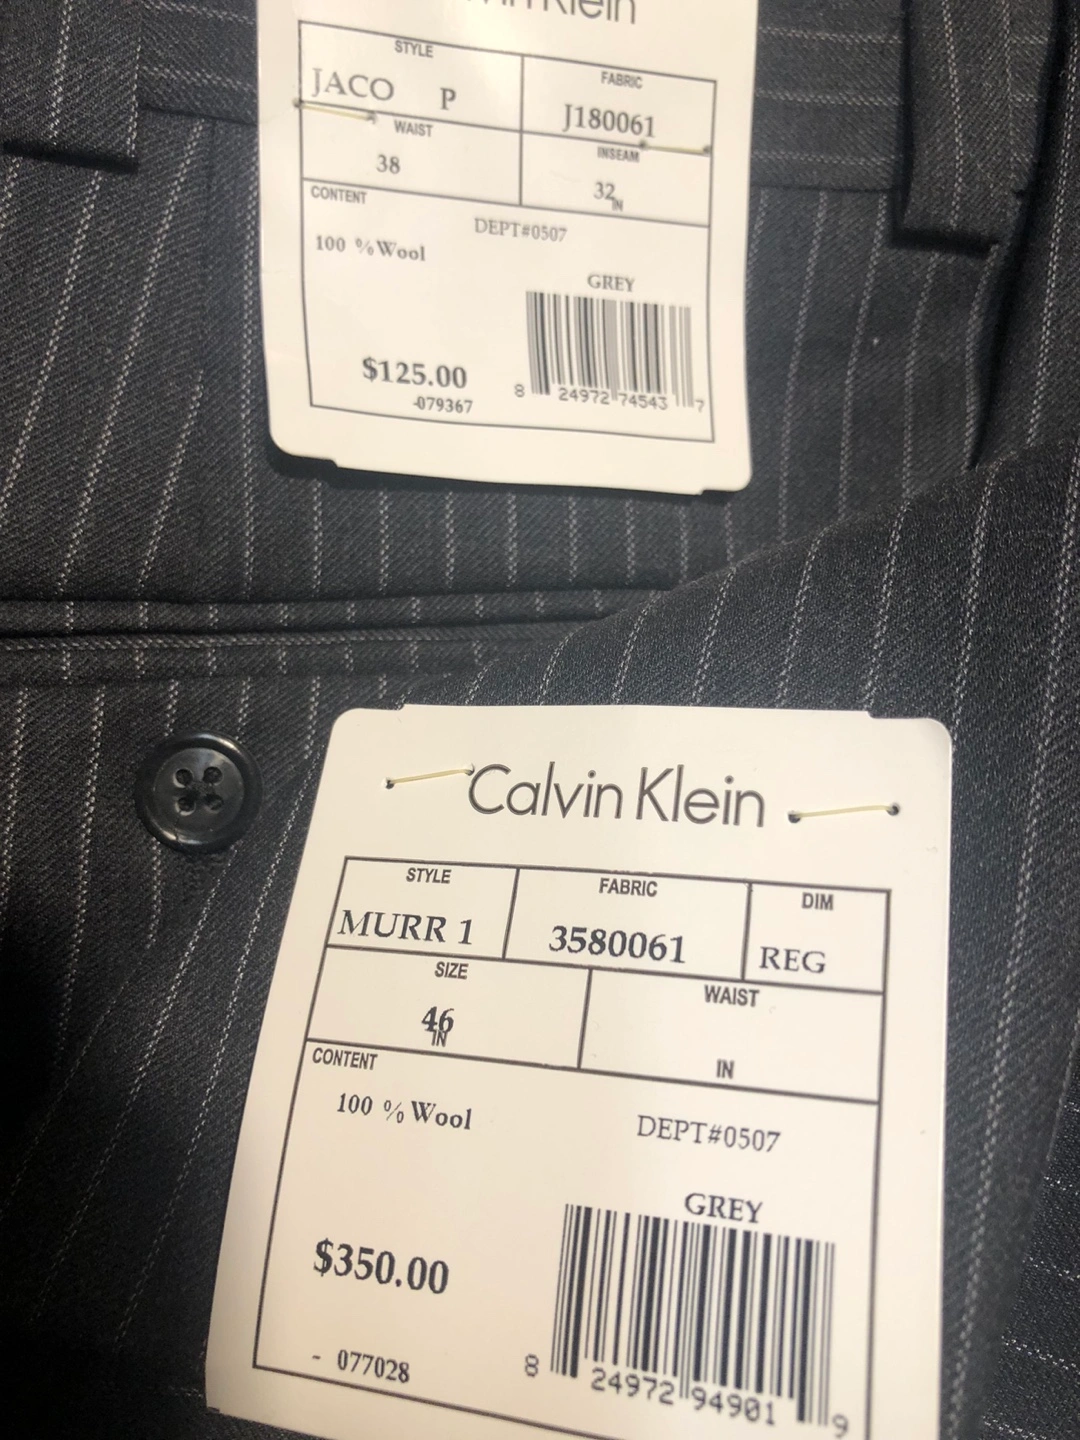 Klein
STYLE
FABRIC
JACO P
J180061
WAIST
INSEAM
38
32
IN
CONTENT
DEPT#0507
100 %Wool
GREY
$125.00
-079367
8 24972 74543 7
Calvin Klein
STYLE
FABRIC
DIM
MURR 1
3580061
REG
SIZE
WAIST
46
IN
IN
CONTENT
100 %Wool
DEPT#0507
GREY
$350.00
- 077028
8 24972 94901 9